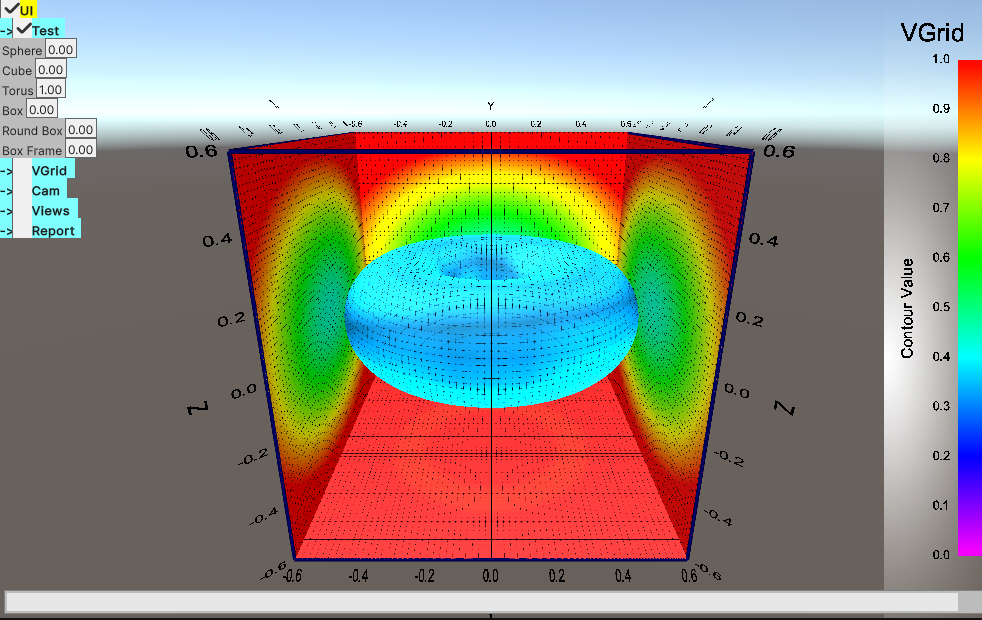 UI
-> Test
Sphere 0.00
Cube 0.00
Torus 1.00
Box 0.00
Round Box 0.00
Box Frame 0.00
-> VGrid
-> Cam
-> Views
-> Report
VGrid
1.0
0.9
0.8
0.7
0.6
0.5
0.4
0.3
0.2
0.1
0.0
Contour Value
Y
-0.6 -0.4 -0.2 0.0 0.2 0.4 0.6
0.6 0.6
0.4 0.4
0.2 0.2
0.0 0.0
Z Z
-0.2 -0.2
-0.4 -0.4
-0.6 -0.6
-0.6 -0.4 -0.2 0.0 0.2 0.4 0.6